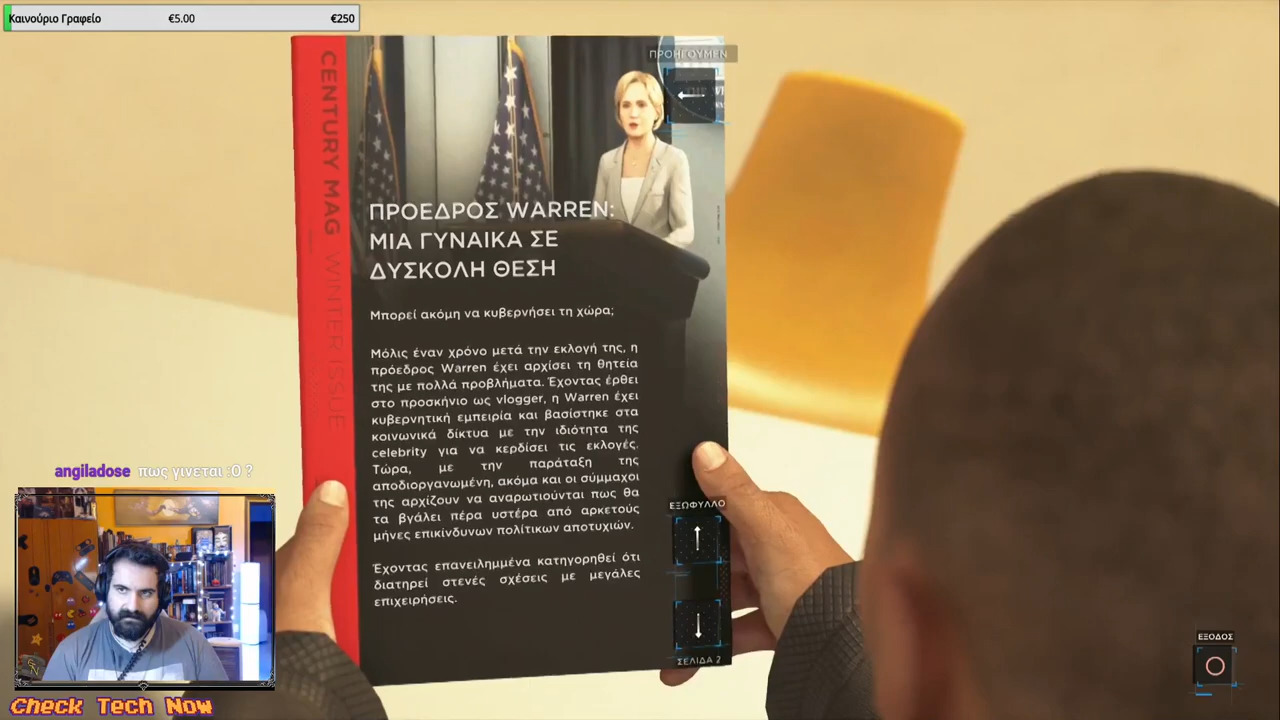 Καινούριο Γραφείο €5.00 €250
ΠΡΟΗΓΟΥΜΕΝ
CENTURY MAG WINTER ISSUE
ΠΡΟΕΔΡΟΣ WARREN:
ΜΙΑ ΓΥΝΑΙΚΑ ΣΕ
ΔΥΣΚΟΛΗ ΘΕΣΗ
Μπορεί ακόμη να κυβερνήσει τη χώρα;
Μόλις έναν χρόνο μετά την εκλογή της, η
πρόεδρος Warren έχει αρχίσει τη θητεία
της με πολλά προβλήματα. Έχοντας έρθει
στο προσκήνιο ως vlogger, η Warren έχει
κυβερνητική εμπειρία και βασίστηκε στα
κοινωνικά δίκτυα με την ιδιότητα της
celebrity για να κερδίσει τις εκλογές.
Τώρα, με την παράταξη της
αποδιοργανωμένη, ακόμα και οι σύμμαχοι
της αρχίζουν να αναρωτιούνται πως θα
τα βγάλει πέρα υστέρα από αρκετούς
μήνες επικίνδυνων πολίτικων αποτυχιών.
Έχοντας επανειλημμένα κατηγορηθεί ότι
διατηρεί στενές σχέσεις με μεγάλες
επιχειρήσεις.
ΕΞΩΦΥΛΛΟ
ΣΕΛΙΔΑ 2
ΕΞΟΔΟΣ
angiladose πως γινεται :O ?
Check Tech Now